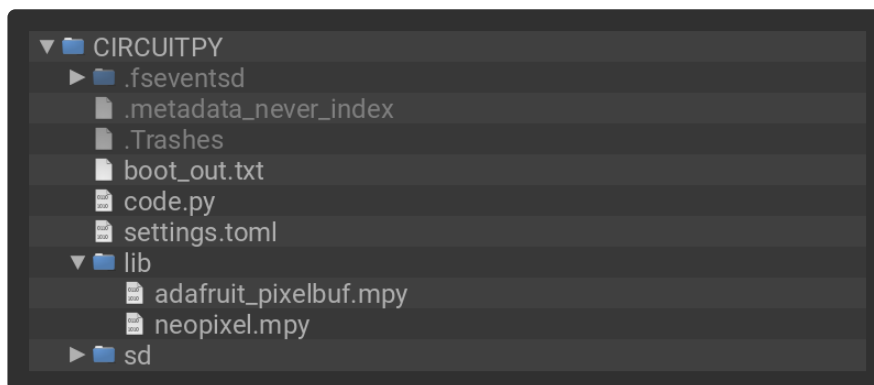 CIRCUITPY
.fseventsd
.metadata_never_index
.Trashes
boot_out.txt
code.py
settings.toml
lib
adafruit_pixelbuf.mpy
neopixel.mpy
sd